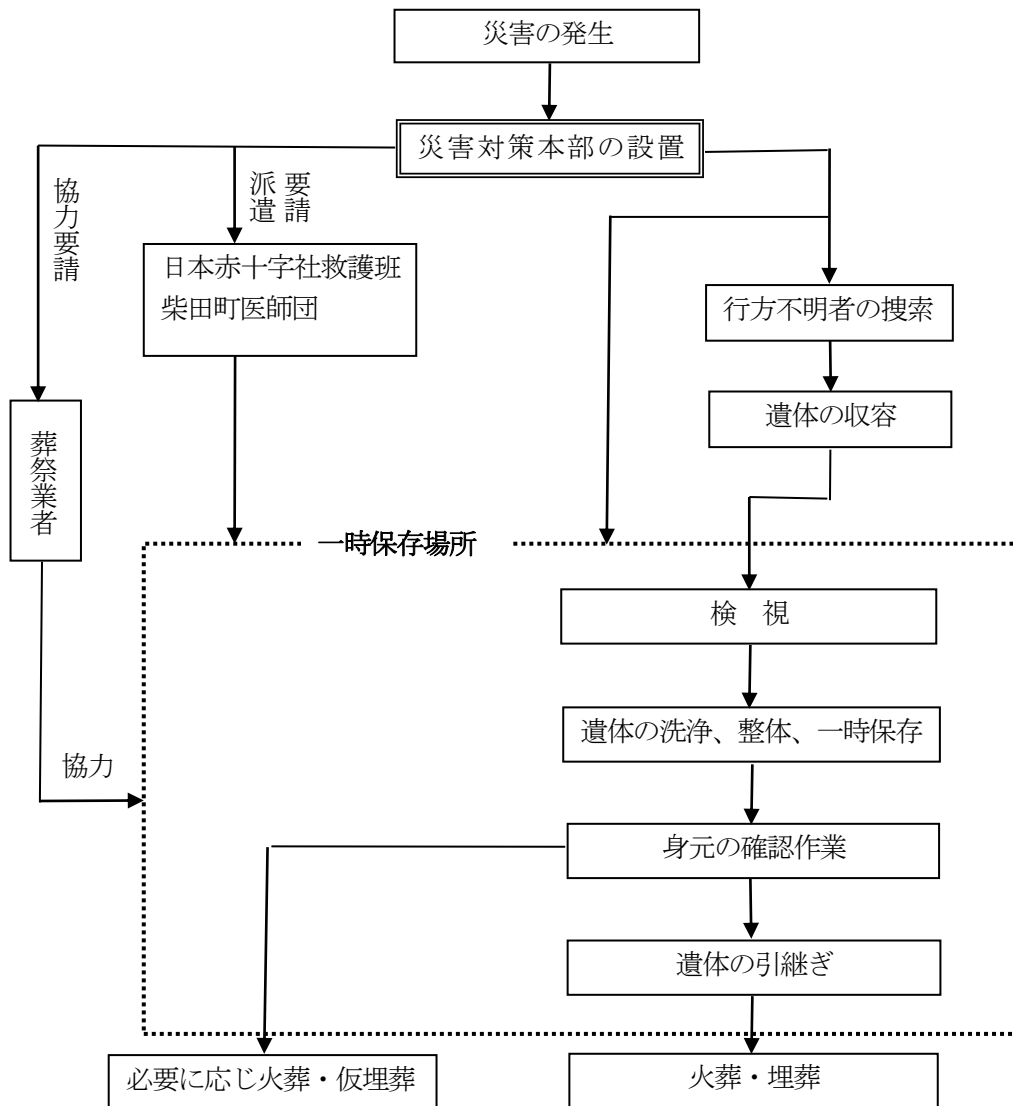 災害の発生
災害対策本部の設置
協力要請
派遣
要請
日本赤十字社救護班
柴田町医師団
行方不明者の捜索
遺体の収容
葬祭業者
一時保存場所
検 視
遺体の洗浄、整体、一時保存
協力
身元の確認作業
遺体の引継ぎ
必要に応じ火葬・仮埋葬
火葬・埋葬